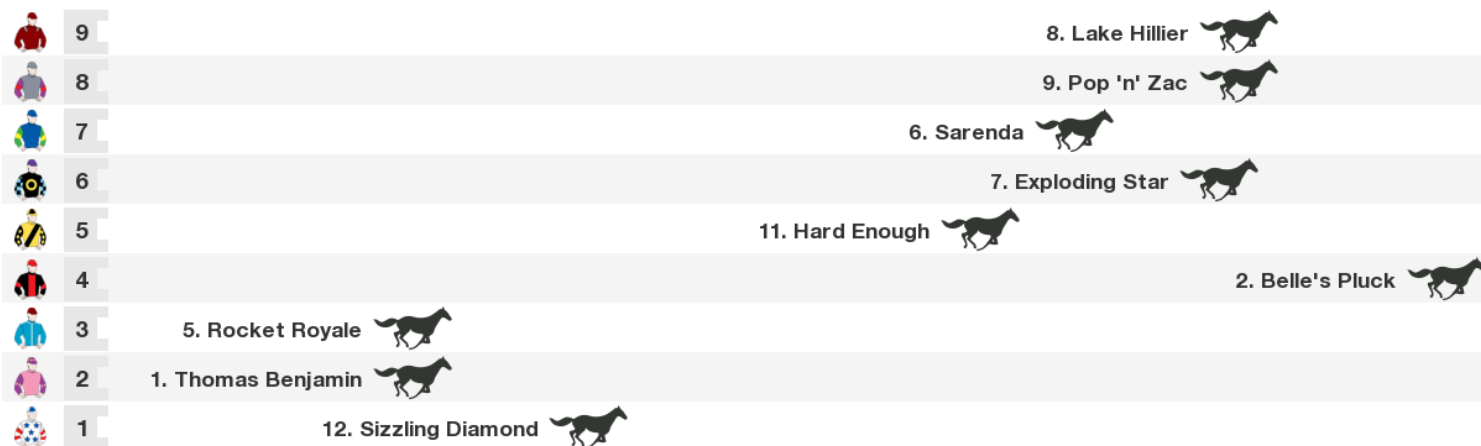 9 8. Lake Hillier
8 9. Pop 'n' Zac
7 6. Sarenda
6 7. Exploding Star
5 11. Hard Enough
4 2. Belle's Pluck
3 5. Rocket Royale
2 1. Thomas Benjamin
1 12. Sizzling Diamond